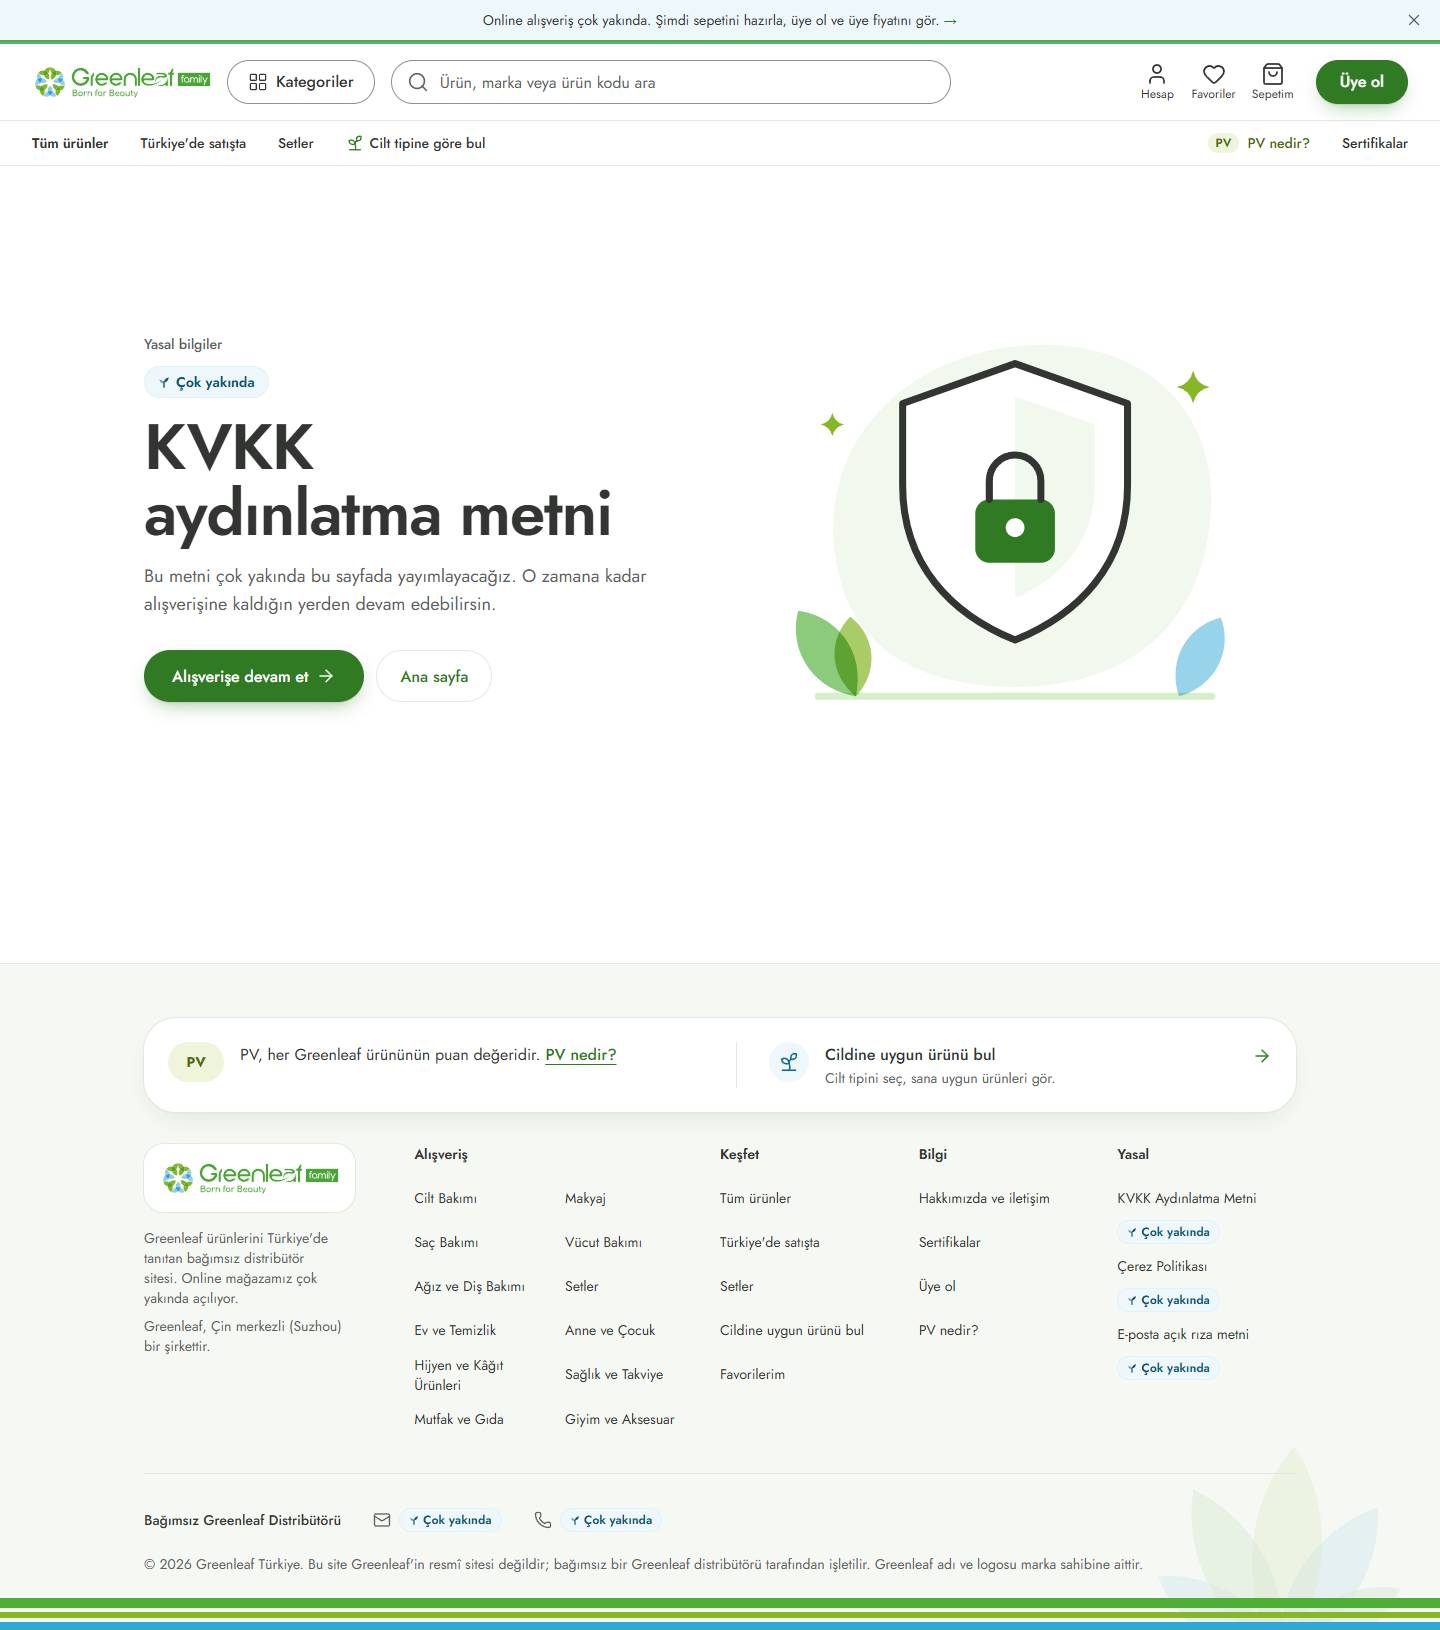 Online alışveriş çok yakında. Şimdi sepetini hazırla, üye ol ve üye fiyatını gör. →
Greenleaf family
Born for Beauty
Kategoriler
Ürün, marka veya ürün kodu ara
Hesap
Favoriler
Sepetim
Üye ol
Tüm ürünler
Türkiye'de satışta
Setler
Cilt tipine göre bul
PV
PV nedir?
Sertifikalar
Yasal bilgiler
Çok yakında
KVKK
aydınlatma metni
Bu metni çok yakında bu sayfada yayımlayacağız. O zamana kadar
alışverişine kaldığın yerden devam edebilirsin.
Alışverişe devam et →
Ana sayfa
PV
PV, her Greenleaf ürününün puan değeridir. PV nedir?
Cildine uygun ürünü bul
Cilt tipini seç, sana uygun ürünleri gör.
Greenleaf family
Born for Beauty
Greenleaf ürünlerini Türkiye'de
tanıtan bağımsız distribütör
sitesi. Online mağazamız çok
yakında açılıyor.
Greenleaf, Çin merkezli (Suzhou)
bir şirkettir.
Alışveriş
Cilt Bakımı
Saç Bakımı
Ağız ve Diş Bakımı
Ev ve Temizlik
Hijyen ve Kâğıt
Ürünleri
Mutfak ve Gıda
Makyaj
Vücut Bakımı
Setler
Anne ve Çocuk
Sağlık ve Takviye
Giyim ve Aksesuar
Keşfet
Tüm ürünler
Türkiye'de satışta
Setler
Cildine uygun ürünü bul
Favorilerim
Bilgi
Hakkımızda ve iletişim
Sertifikalar
Üye ol
PV nedir?
Yasal
KVKK Aydınlatma Metni
Çok yakında
Çerez Politikası
Çok yakında
E-posta açık rıza metni
Çok yakında
Bağımsız Greenleaf Distribütörü
Çok yakında
Çok yakında
© 2026 Greenleaf Türkiye. Bu site Greenleaf'in resmî sitesi değildir; bağımsız bir Greenleaf distribütörü tarafından işletilir. Greenleaf adı ve logosu marka sahibine aittir.